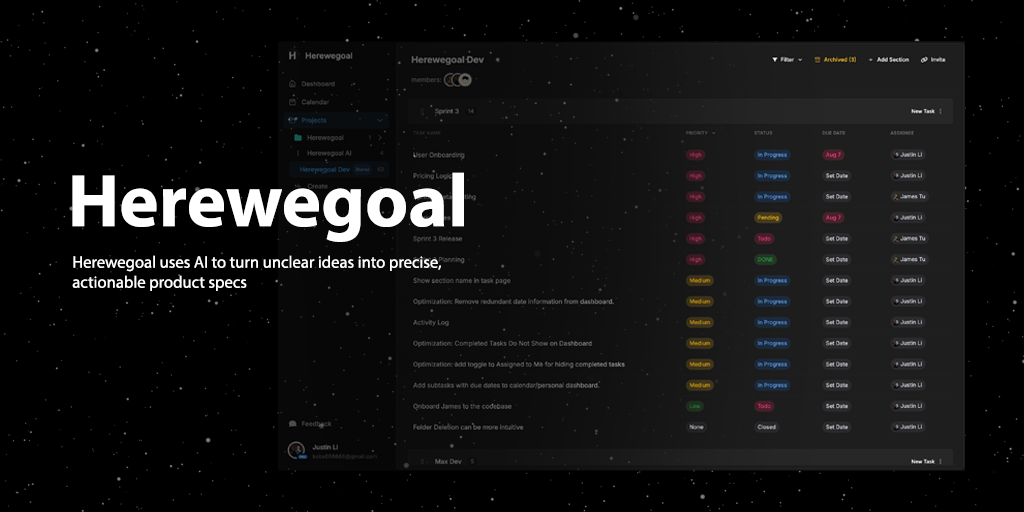 H Herewegoal
Herewegoal Dev
Filter
Archived (3)
+ Add Section
Invite
members:
Dashboard
Calendar
Projects
Herewegoal
Herewegoal AI
Herewegoal Dev
Create
Sprint 3 14
New Task
TASK NAME PRIORITY STATUS DUE DATE ASSIGNEE
User Onboarding High In Progress Aug 7 Justin Li
Pricing Logic High In Progress Set Date Justin Li
High In Progress Set Date James Tu
High Pending Aug 7 Justin Li
Sprint 3 Release High Todo Set Date James Tu
Planning High DONE Set Date James Tu
Show section name in task page Medium In Progress Set Date Justin Li
Optimization: Remove redundant date information from dashboard. Medium In Progress Set Date Justin Li
Activity Log Medium In Progress Set Date Justin Li
Optimization: Completed Tasks Do Not Show on Dashboard Medium In Progress Set Date Justin Li
Optimization: add toggle to Assigned to Me for hiding completed tasks Medium In Progress Set Date Justin Li
Add subtasks with due dates to calendar/personal dashboard. Medium In Progress Set Date Justin Li
Onboard James to the codebase Low Todo Set Date Justin Li
Folder Deletion can be more intuitive None Closed Set Date Justin Li
Max Dev
New Task
Herewegoal
Herewegoal uses AI to turn unclear ideas into precise,
actionable product specs
Feedback
Justin Li